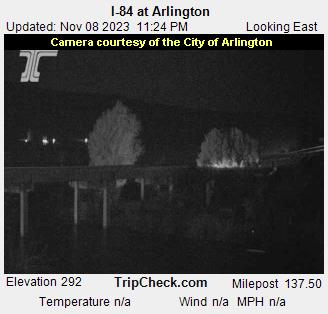 I-84 at Arlington
Updated: Nov 08 2023 11:24 PM Looking East
Camera courtesy of the City of Arlington
Elevation 292 TripCheck.com Milepost 137.50
Temperature n/a Wind n/a MPH n/a